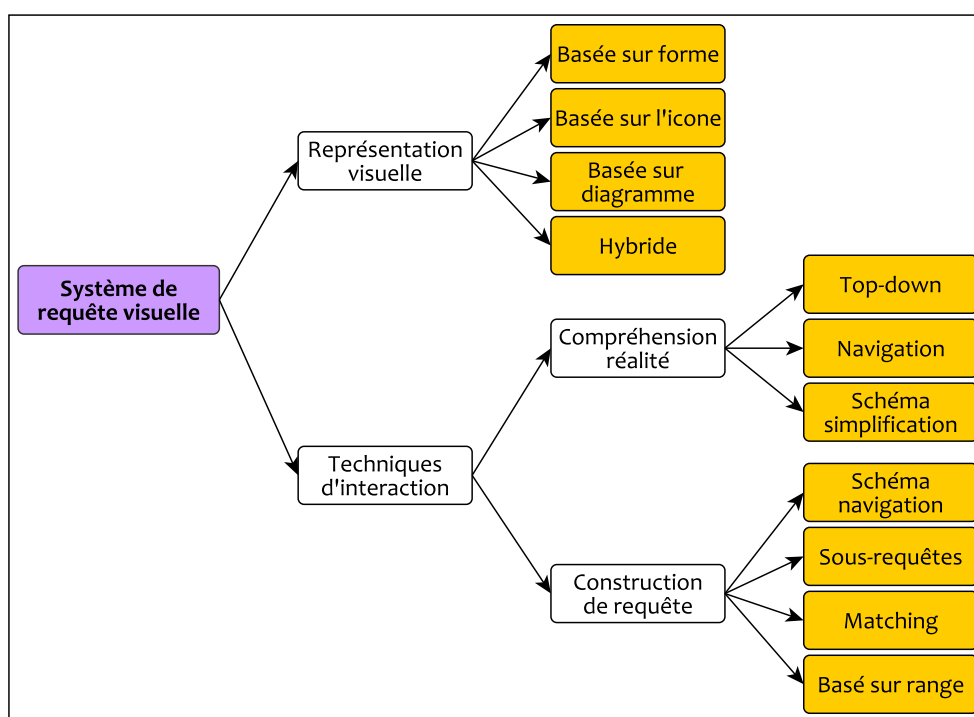 Basée sur forme
Basée sur l'icone
Représentation
visuelle
Basée sur
diagramme
Hybride
Système de
requête visuelle
Top-down
Compréhension
réalité
Navigation
Schéma
simplification
Techniques
d'interaction
Schéma
navigation
Sous-requêtes
Construction
de requête
Matching
Basé sur range